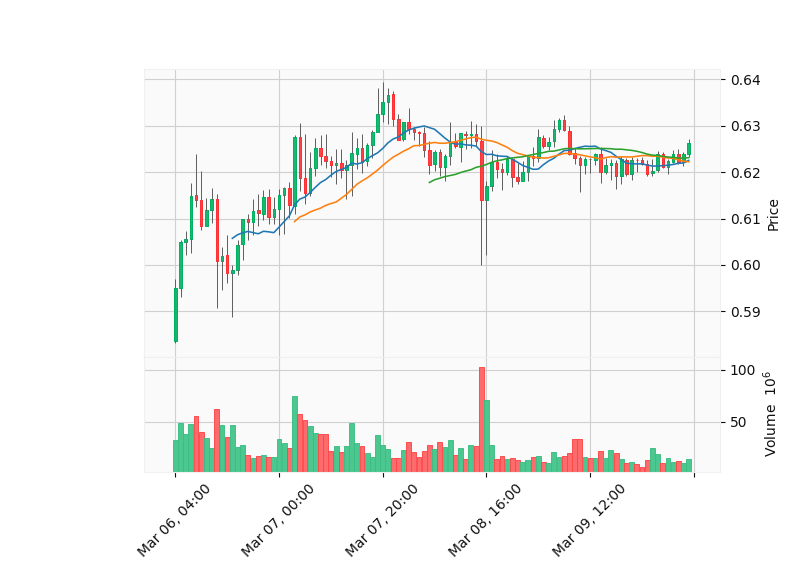 0.64
0.63
0.62
0.61
0.60
0.59
Price
100
50
Volume 10^6
Mar 06, 04:00
Mar 07, 00:00
Mar 07, 20:00
Mar 08, 16:00
Mar 09, 12:00